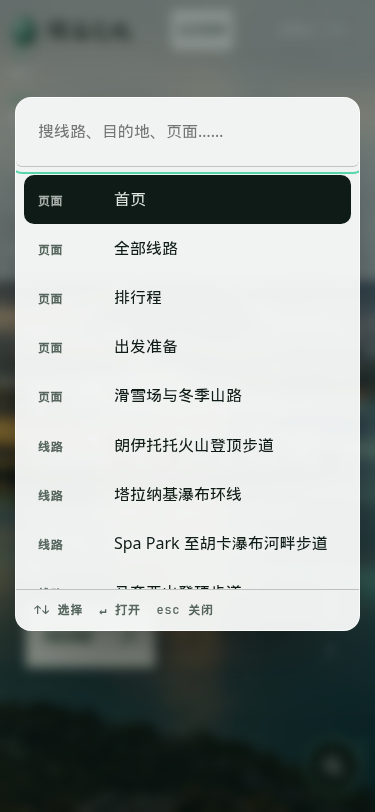 搜线路、目的地、页面……
页面 首页
页面 全部线路
页面 排行程
页面 出发准备
页面 滑雪场与冬季山路
线路 朗伊托托火山登顶步道
线路 塔拉纳基瀑布环线
线路 Spa Park 至胡卡瀑布河畔步道
↑↓ 选择 ↵ 打开 esc 关闭